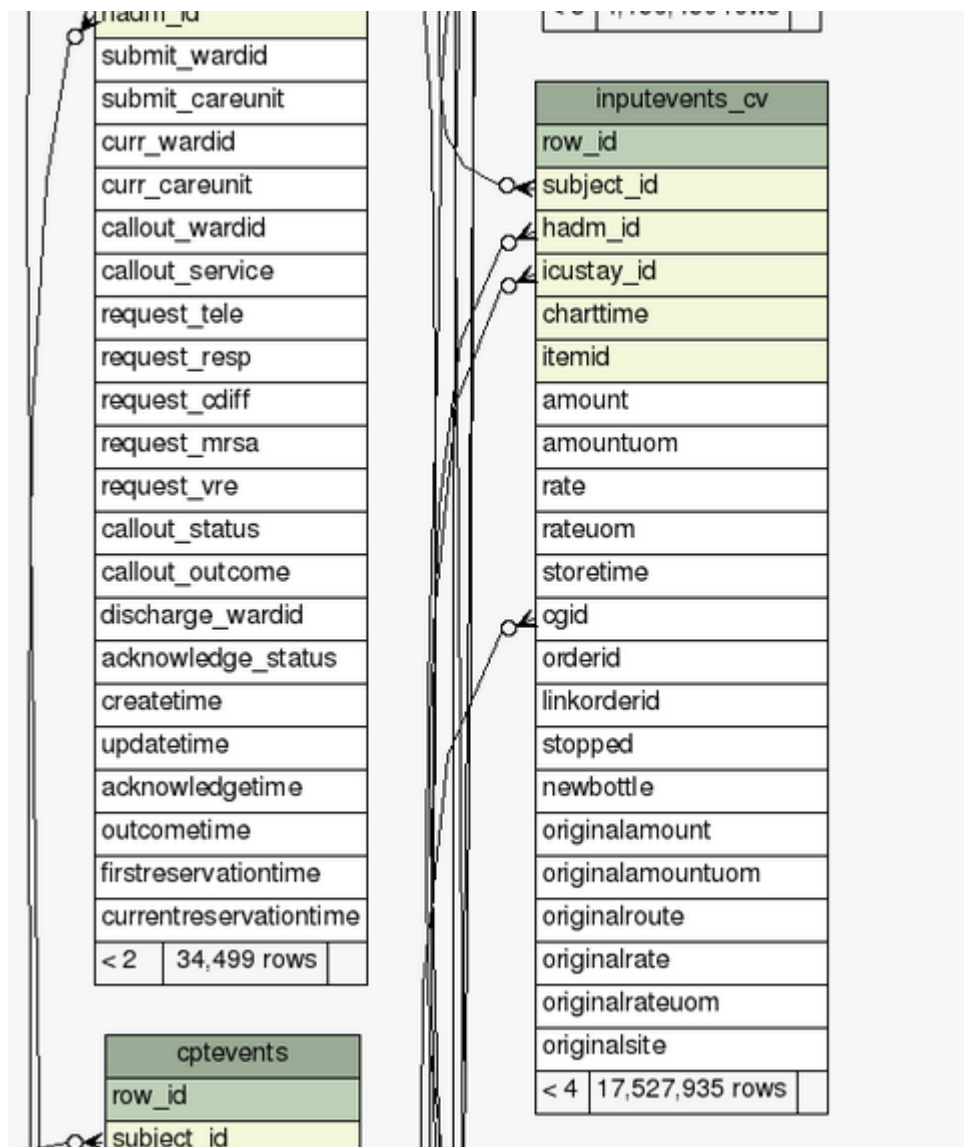 hadm_id
submit_wardid
submit_careunit
curr_wardid
curr_careunit
callout_wardid
callout_service
request_tele
request_resp
request_cdiff
request_mrsa
request_vre
callout_status
callout_outcome
discharge_wardid
acknowledge_status
createtime
updatetime
acknowledgetime
outcometime
firstreservationtime
currentreservationtime
< 2 34,499 rows
cptevents
row_id
subject_id
inputevents_cv
row_id
subject_id
hadm_id
icustay_id
charttime
itemid
amount
amountuom
rate
rateuom
storetime
cgid
orderid
linkorderid
stopped
newbottle
originalamount
originalamountuom
originalroute
originalrate
originalrateuom
originalsite
< 4 17,527,935 rows